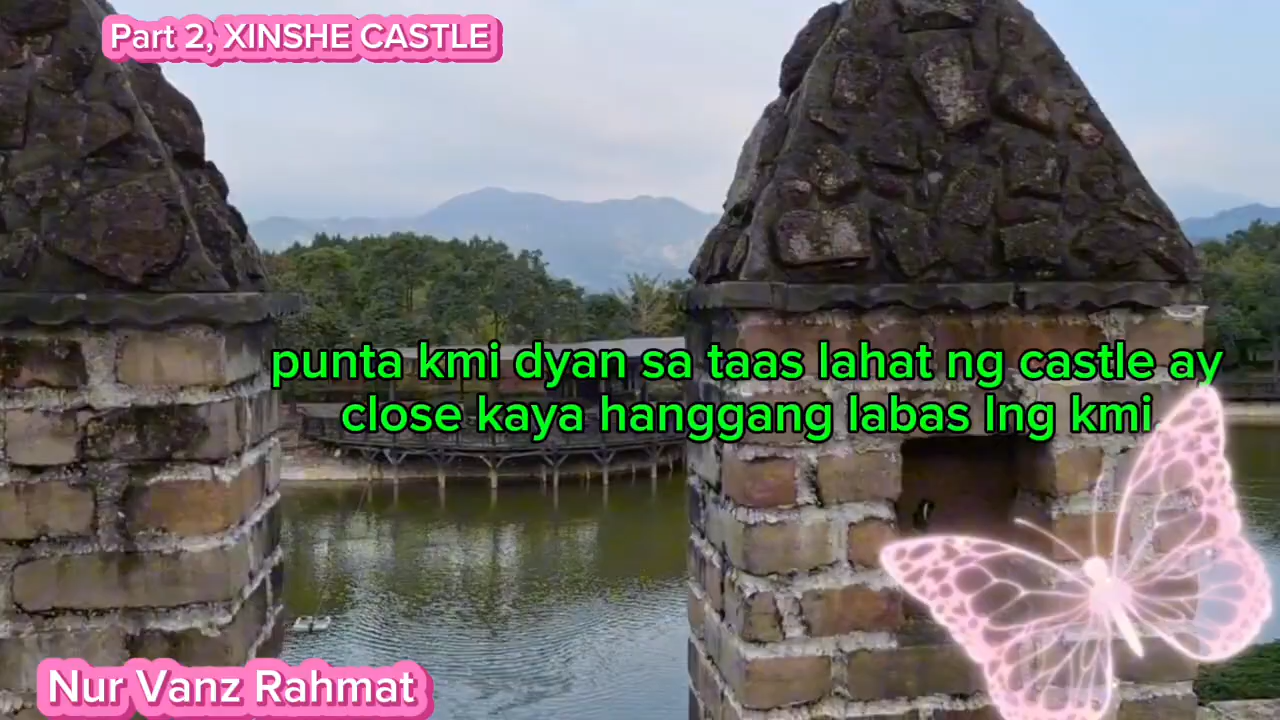 Part 2, XINSHE CASTLE
punta kmi dyan sa taas lahat ng castle ay
close kaya hanggang labas lng kmi
Nur Vanz Rahmat